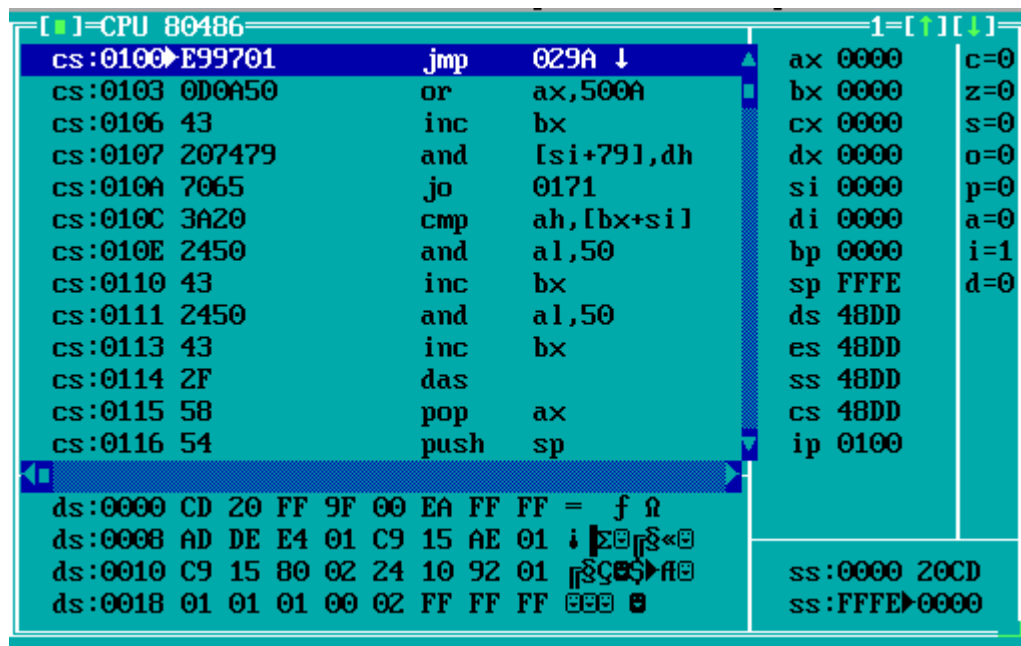 [■]=CPU 80486 1=[↑][↓]
cs:0100►E99701 jmp 029A ↓ ax 0000 c=0
cs:0103 0D0A50 or ax,500A bx 0000 z=0
cs:0106 43 inc bx cx 0000 s=0
cs:0107 207479 and [si+79],dh dx 0000 o=0
cs:010A 7065 jo 0171 si 0000 p=0
cs:010C 3A20 cmp ah,[bx+si] di 0000 a=0
cs:010E 2450 and al,50 bp 0000 i=1
cs:0110 43 inc bx sp FFFE d=0
cs:0111 2450 and al,50 ds 48DD
cs:0113 43 inc bx es 48DD
cs:0114 2F das ss 48DD
cs:0115 58 pop ax cs 48DD
cs:0116 54 push sp ip 0100
ds:0000 CD 20 FF 9F 00 EA FF FF = ƒ Ω
ds:0008 AD DE E4 01 C9 15 AE 01 ¡▐Σ☺╔§«☺
ds:0010 C9 15 80 02 24 10 92 01 ╔§Ç☻$►Æ☺ ss:0000 20CD
ds:0018 01 01 01 00 02 FF FF FF ☺☺☺ ☻ ss:FFFE►0000